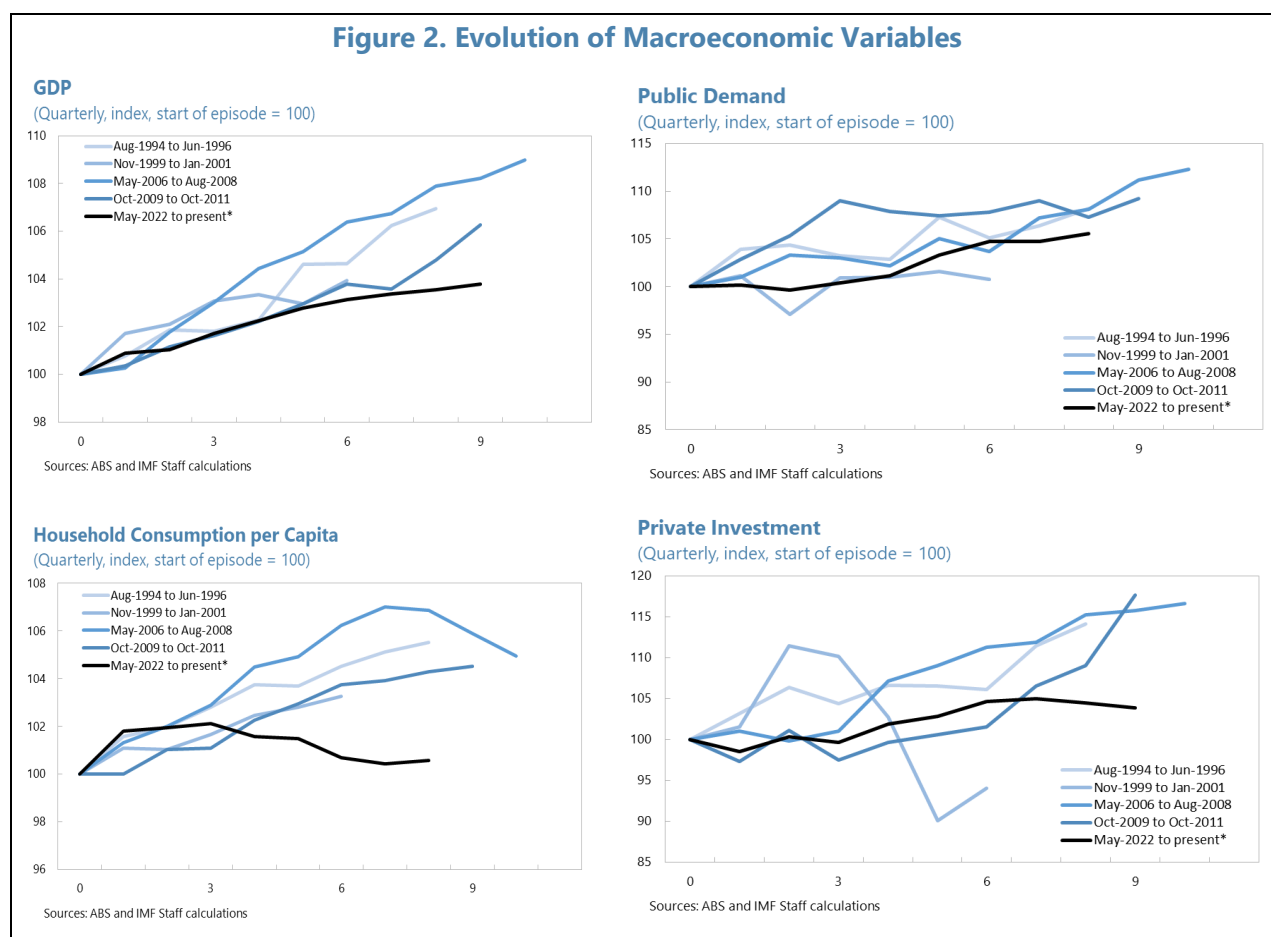 Figure 2. Evolution of Macroeconomic Variables
GDP
(Quarterly, index, start of episode = 100)
110
108
106
104
102
100
98
Aug-1994 to Jun-1996
Nov-1999 to Jan-2001
May-2006 to Aug-2008
Oct-2009 to Oct-2011
May-2022 to present*
0 3 6 9
Sources: ABS and IMF Staff calculations
Public Demand
(Quarterly, index, start of episode = 100)
115
110
105
100
95
90
85
Aug-1994 to Jun-1996
Nov-1999 to Jan-2001
May-2006 to Aug-2008
Oct-2009 to Oct-2011
May-2022 to present*
0 3 6 9
Sources: ABS and IMF Staff calculations
Household Consumption per Capita
(Quarterly, index, start of episode = 100)
108
106
104
102
100
98
96
Aug-1994 to Jun-1996
Nov-1999 to Jan-2001
May-2006 to Aug-2008
Oct-2009 to Oct-2011
May-2022 to present*
0 3 6 9
Sources: ABS and IMF Staff calculations
Private Investment
(Quarterly, index, start of episode = 100)
120
115
110
105
100
95
90
85
Aug-1994 to Jun-1996
Nov-1999 to Jan-2001
May-2006 to Aug-2008
Oct-2009 to Oct-2011
May-2022 to present*
0 3 6 9
Sources: ABS and IMF Staff calculations